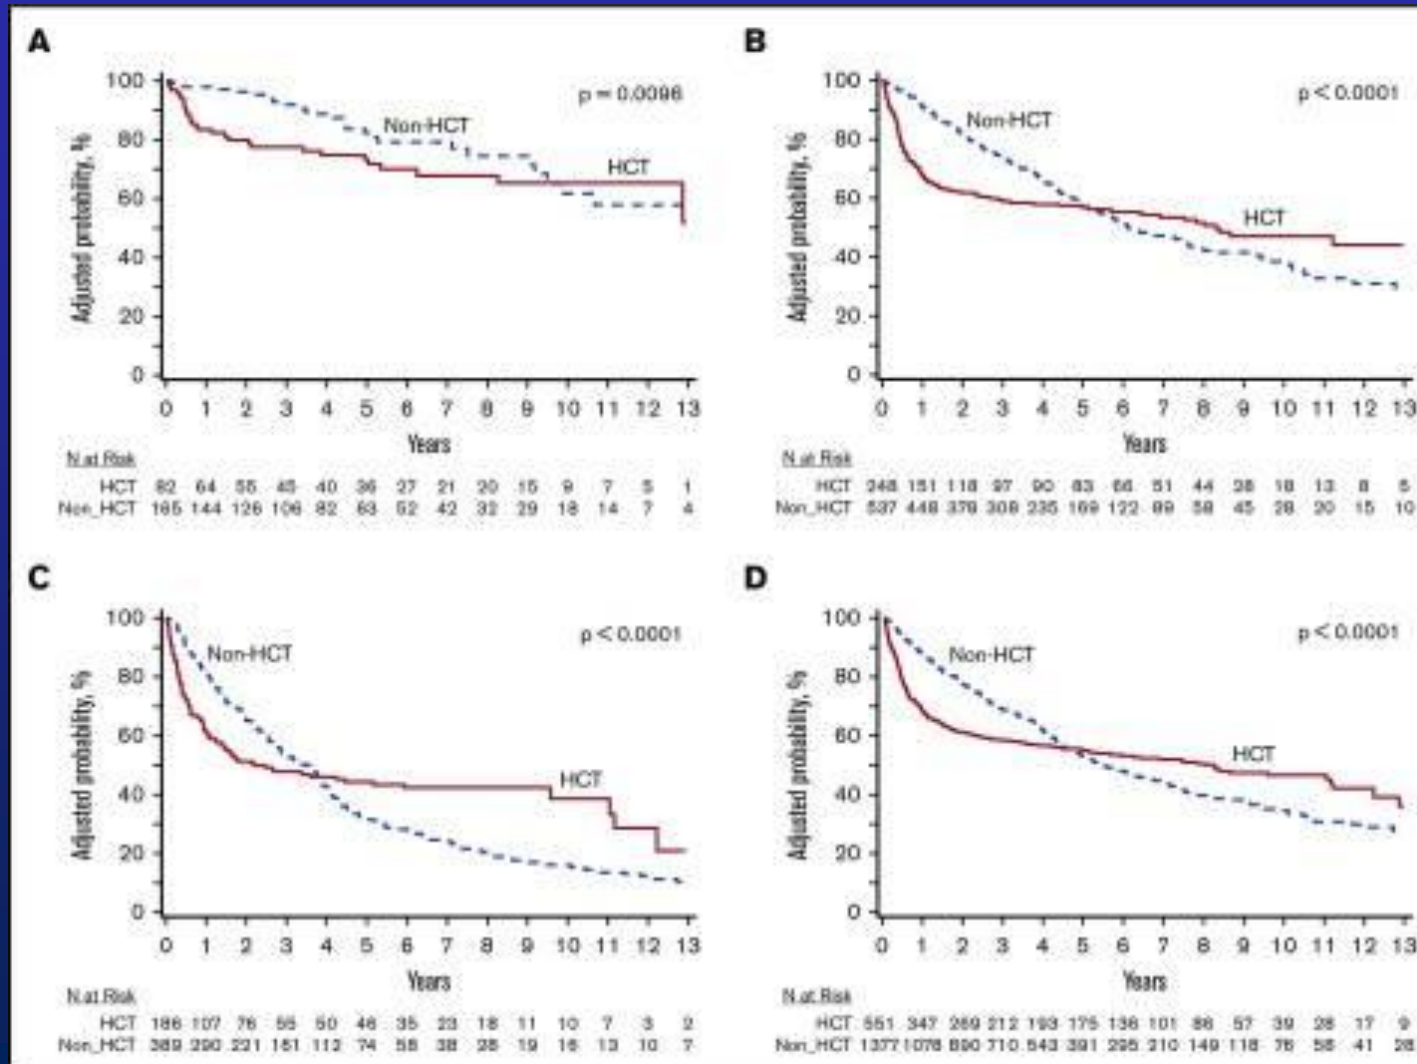 A
100
80
60
40
20
0
Adjusted probability, %
p = 0.0096
Non-HCT
HCT
0 1 2 3 4 5 6 7 8 9 10 11 12 13
Years
N at Risk
HCT 82 64 55 45 40 36 27 21 20 15 9 7 5 1
Non_HCT 165 144 126 106 82 63 52 42 32 29 18 14 7 4
B
100
80
60
40
20
0
Adjusted probability, %
p < 0.0001
Non-HCT
HCT
0 1 2 3 4 5 6 7 8 9 10 11 12 13
Years
N at Risk
HCT 248 151 118 97 90 83 66 51 44 28 18 13 8 5
Non_HCT 537 448 378 308 235 169 122 89 58 45 28 20 15 10
C
100
80
60
40
20
0
Adjusted probability, %
p < 0.0001
Non-HCT
HCT
0 1 2 3 4 5 6 7 8 9 10 11 12 13
Years
N at Risk
HCT 186 107 76 55 50 46 35 23 18 11 10 7 3 2
Non_HCT 389 290 221 161 112 74 58 38 28 19 16 13 10 7
D
100
80
60
40
20
0
Adjusted probability, %
p < 0.0001
Non-HCT
HCT
0 1 2 3 4 5 6 7 8 9 10 11 12 13
Years
N at Risk
HCT 551 347 269 212 193 175 136 101 86 57 39 28 17 9
Non_HCT 1377 1078 890 710 543 391 295 210 149 118 76 58 41 28